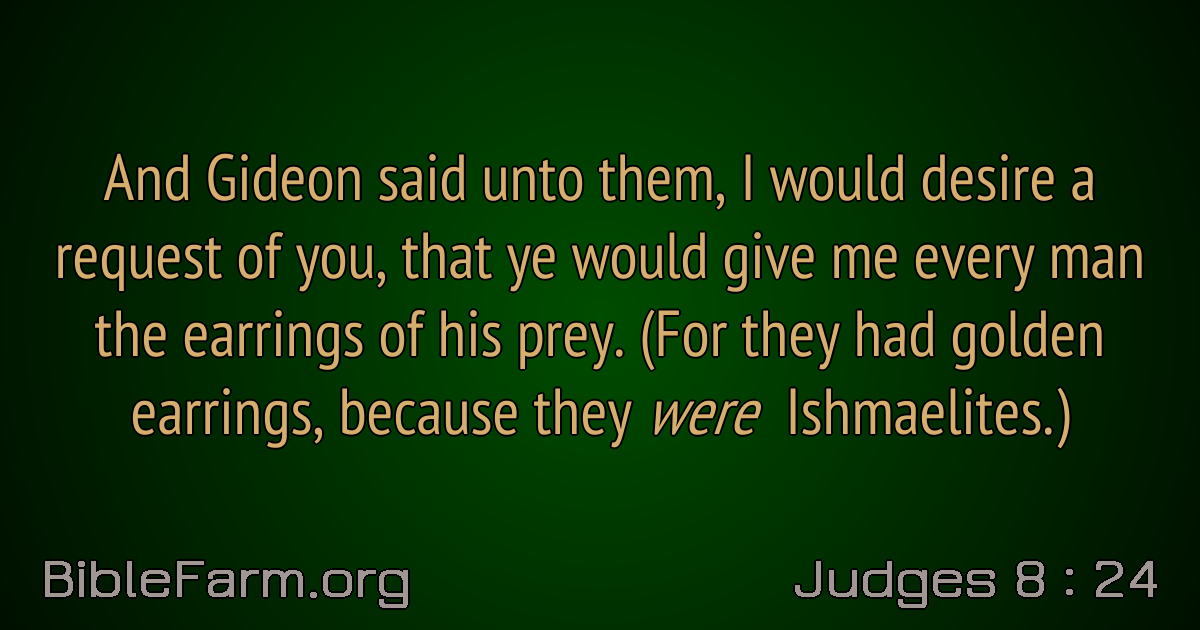 And Gideon said unto them, I would desire a
request of you, that ye would give me every man
the earrings of his prey. (For they had golden
earrings, because they were Ishmaelites.)
BibleFarm.org
Judges 8 : 24